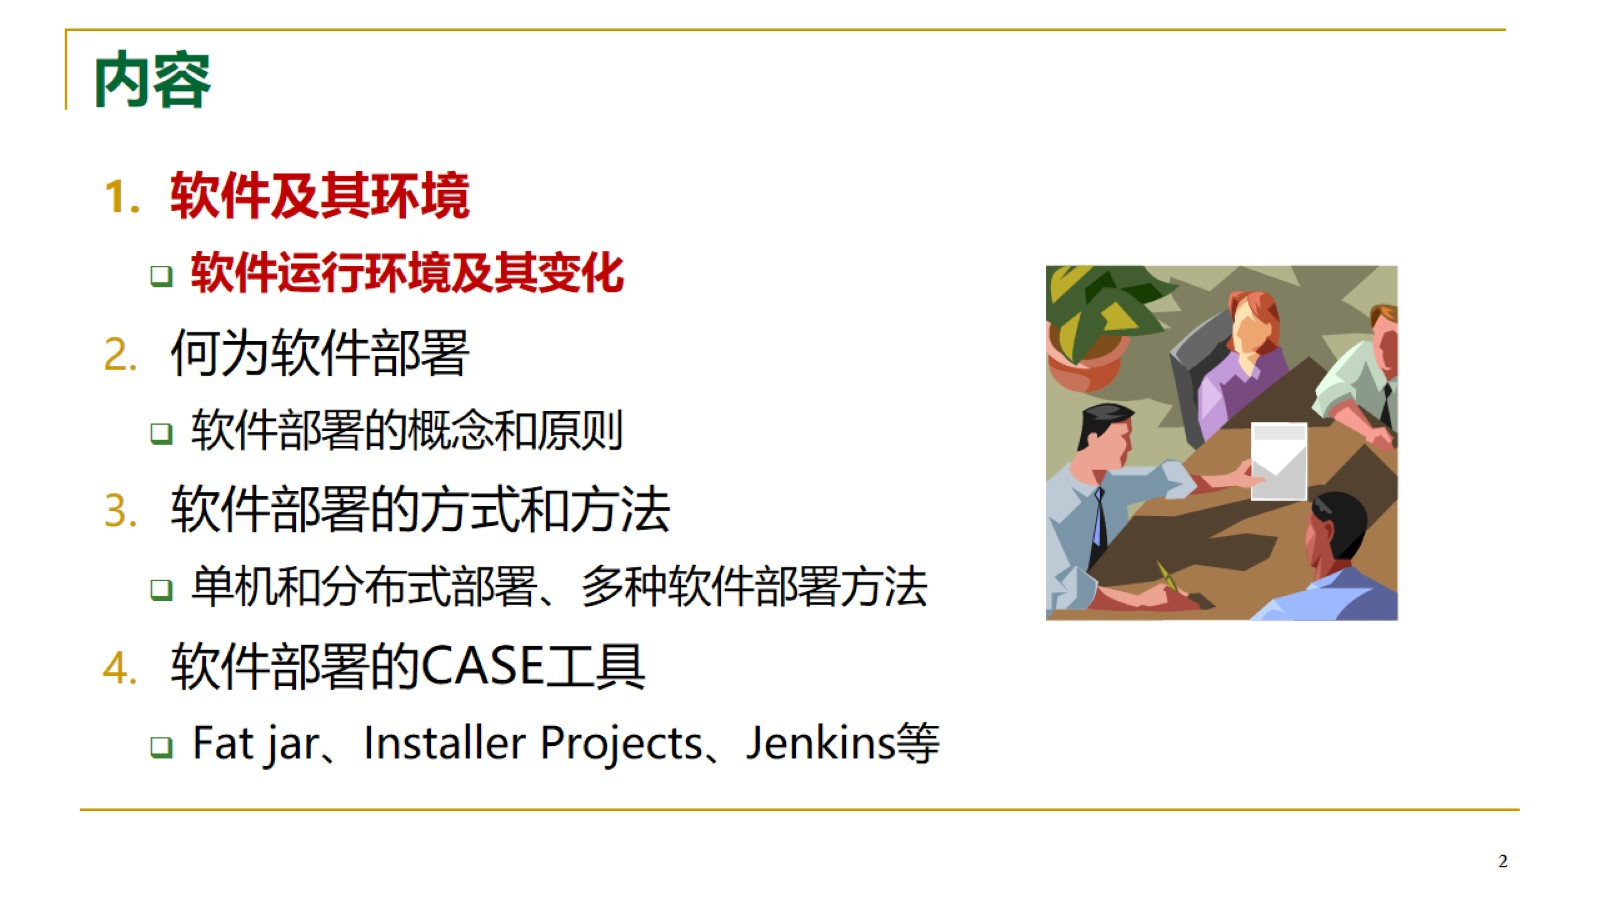 内容
1. 软件及其环境
❑ 软件运行环境及其变化
2. 何为软件部署
❑ 软件部署的概念和原则
3. 软件部署的方式和方法
❑ 单机和分布式部署、多种软件部署方法
4. 软件部署的CASE工具
❑ Fat jar、Installer Projects、Jenkins等
2